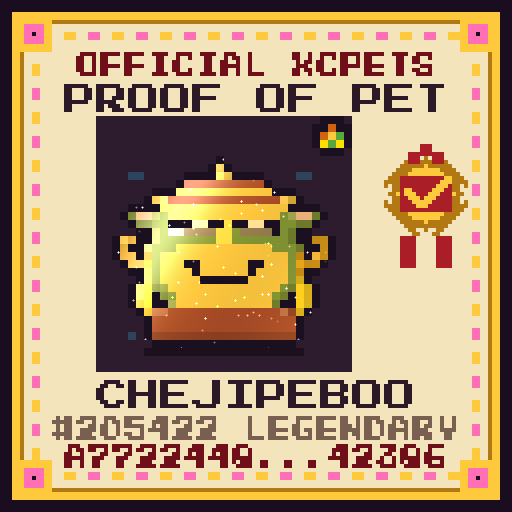 OFFICIAL XCPETS
PROOF OF PET
CHEJIPEBOO
#205422 LEGENDARY
A7722440...42306